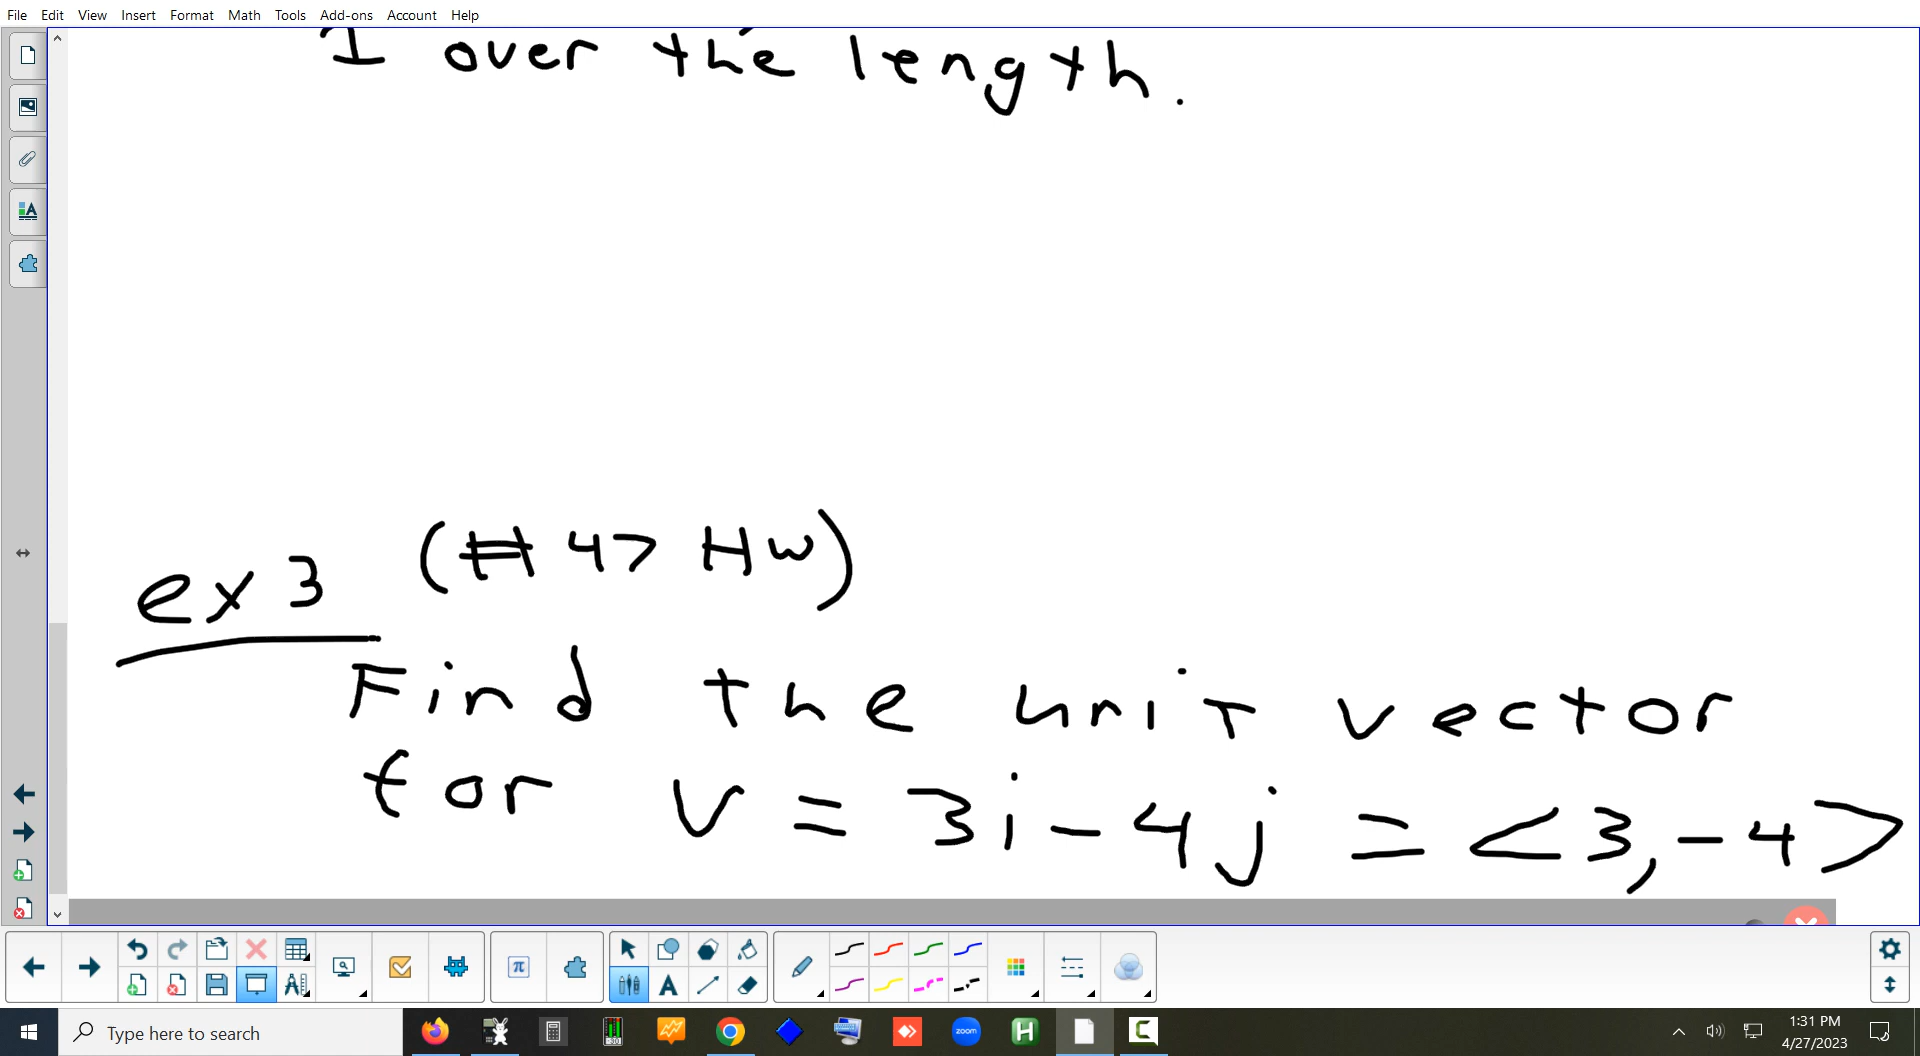 File Edit View Insert Format Math Tools Add-ons Account Help
I over the length.
ex 3 (# 47 HW)
Find the unit vector
for v = 3i - 4j = <3, -4>
π
A
zoom
H
C
Type here to search
1:31 PM
4/27/2023